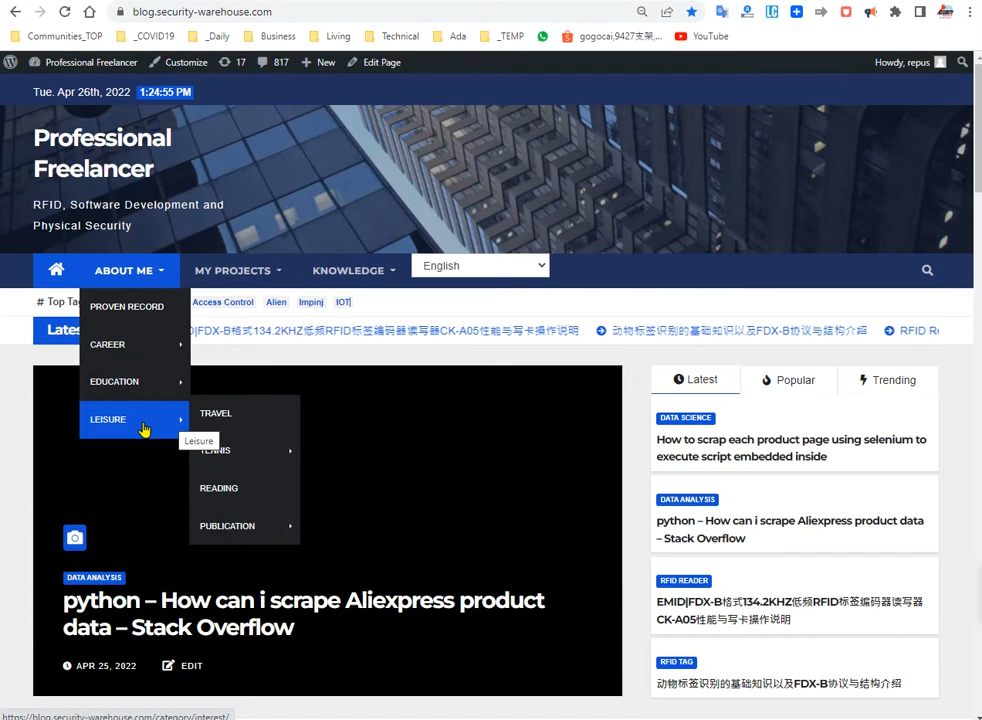 blog.security-warehouse.com
Communities_TOP _COVID19 _Daily Business Living Technical Ada _TEMP gogocai,9427支架,... YouTube
Professional Freelancer Customize 17 817 New Edit Page Howdy, repus
Tue. Apr 26th, 2022 1:24:55 PM
Professional
Freelancer
RFID, Software Development and
Physical Security
ABOUT ME MY PROJECTS KNOWLEDGE English
# Top Access Control Alien Impinj IOT
D|FDX-B格式134.2KHZ低频RFID标签编码器读写器CK-A05性能与写卡操作说明 动物标签识别的基础知识以及FDX-B协议与结构介绍 RFID
PROVEN RECORD
CAREER
EDUCATION
LEISURE
Leisure
TRAVEL
READING
PUBLICATION
DATA ANALYSIS
python – How can i scrape Aliexpress product
data – Stack Overflow
APR 25, 2022 EDIT
Latest Popular Trending
DATA SCIENCE
How to scrap each product page using selenium to
execute script embedded inside
DATA ANALYSIS
python – How can i scrape Aliexpress product data
– Stack Overflow
RFID READER
EMID|FDX-B格式134.2KHZ低频RFID标签编码器读写器
CK-A05性能与写卡操作说明
RFID TAG
动物标签识别的基础知识以及FDX-B协议与结构介绍
https://blog.security-warehouse.com/category/interest/